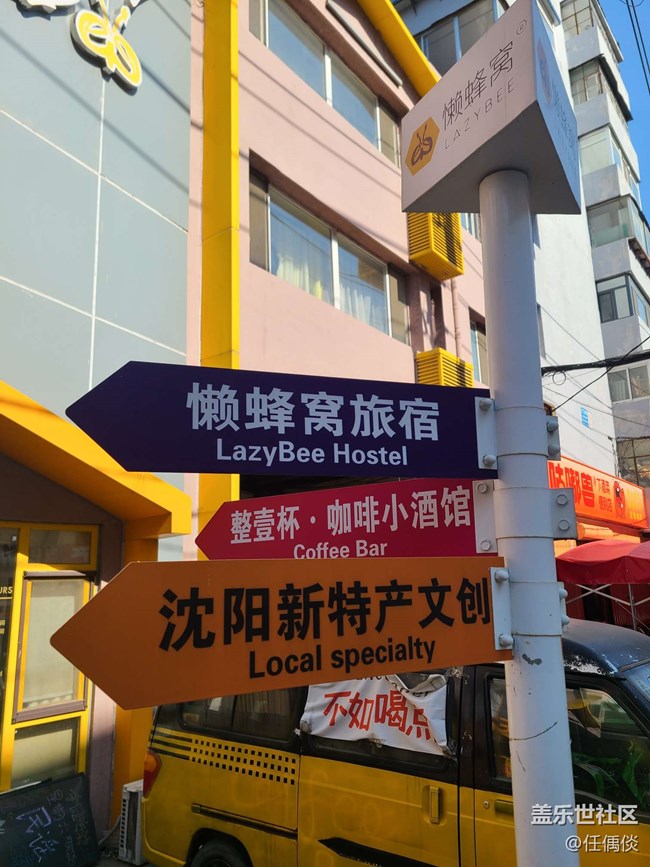 懒蜂窝®
LAZYBEE
懒蜂窝旅宿
LazyBee Hostel
整壹杯·咖啡小酒馆
Coffee Bar
沈阳新特产文创
Local specialty
不如喝点
盖乐世社区
@任偶倓